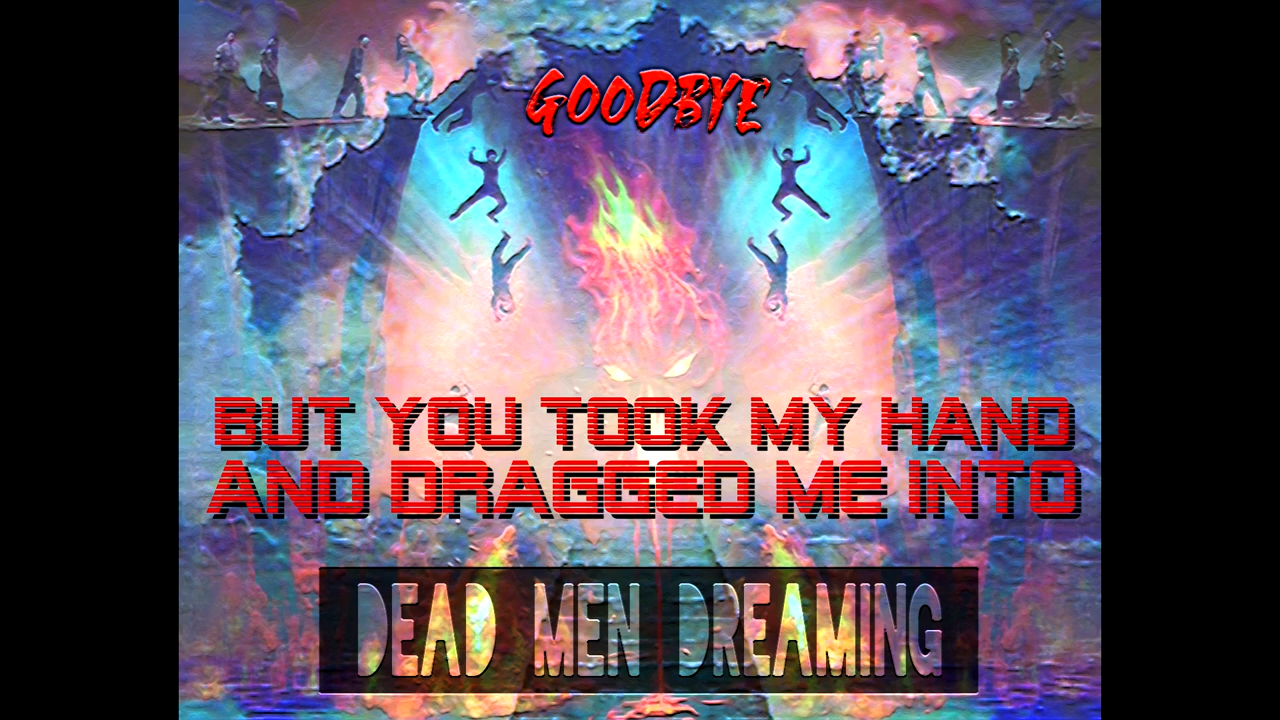 GOODBYE
BUT YOU TOOK MY HAND
AND DRAGGED ME INTO
DEAD MEN DREAMING